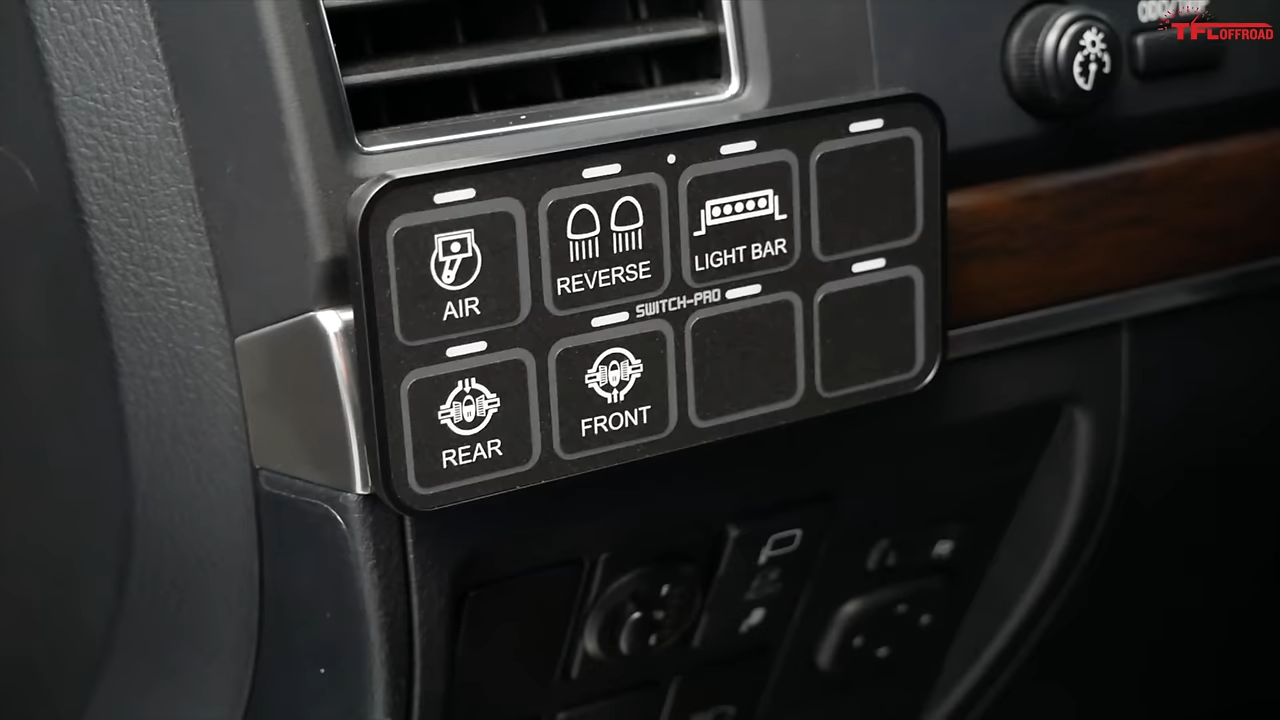 TFLOFFROAD
AIR
REVERSE
LIGHT BAR
SWITCH-PRO
REAR
FRONT